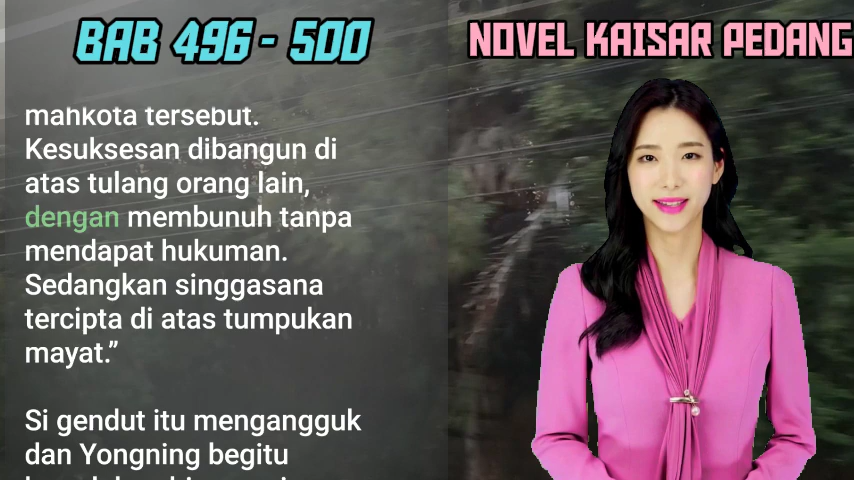 BAB 496 - 500
NOVEL KAISAR PEDANG
mahkota tersebut.
Kesuksesan dibangun di
atas tulang orang lain,
dengan membunuh tanpa
mendapat hukuman.
Sedangkan singgasana
tercipta di atas tumpukan
mayat.”
Si gendut itu mengangguk
dan Yongning begitu